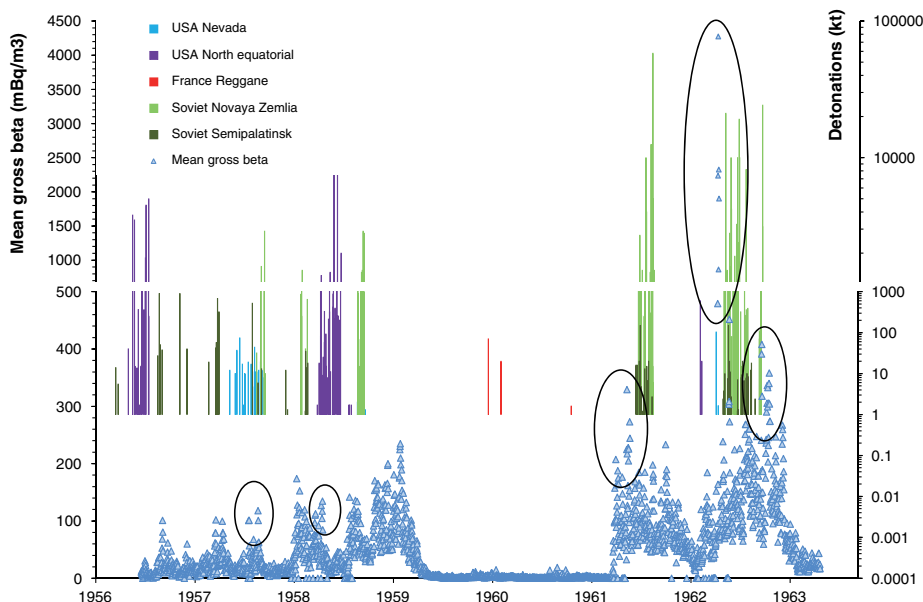 Mean gross beta (mBq/m3)
4500
4000
3500
3000
2500
2000
1500
1000
500
400
300
200
100
0
USA Nevada
USA North equatorial
France Reggane
Soviet Novaya Zemlia
Soviet Semipalatinsk
Mean gross beta
Detonations (kt)
100000
10000
1000
100
10
1
0.1
0.01
0.001
0.0001
1956 1957 1958 1959 1960 1961 1962 1963